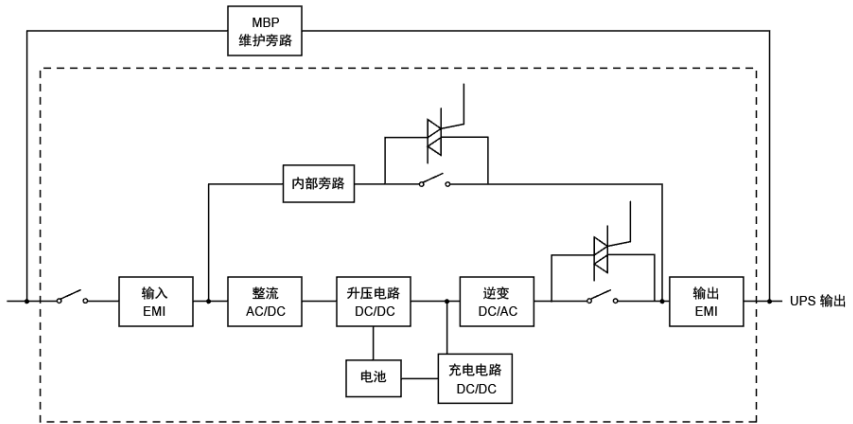 MBP
维护旁路
内部旁路
输入
EMI
整流
AC/DC
升压电路
DC/DC
逆变
DC/AC
输出
EMI
UPS 输出
电池
充电电路
DC/DC